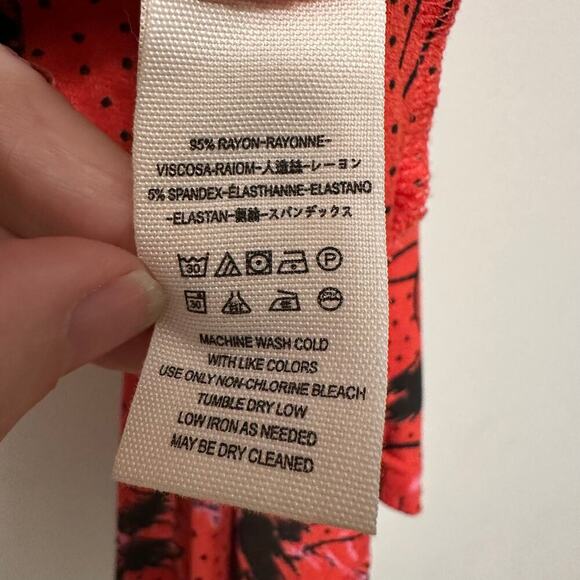 95% RAYON-RAYONNE-
VISCOSA-RAIOM-人造絲-レーヨン
5% SPANDEX-ÉLASTHANNE-ELASTANO
-ELASTAN--スパンデックス
30
P
30
MACHINE WASH COLD
WITH LIKE COLORS
USE ONLY NON-CHLORINE BLEACH
TUMBLE DRY LOW
LOW IRON AS NEEDED
MAY BE DRY CLEANED